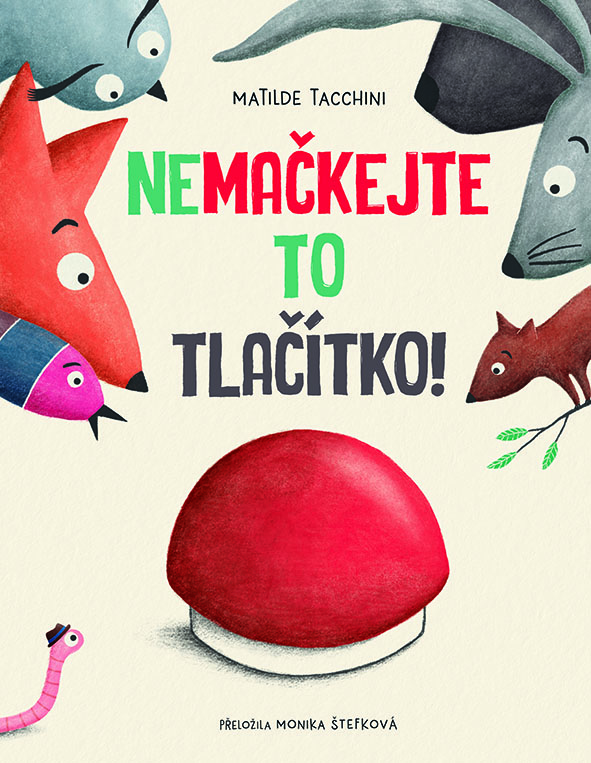 MATILDE TACCHINI
NEMAČKEJTE
TO
TLAČÍTKO!
PŘELOŽILA MONIKA ŠTEFKOVÁ